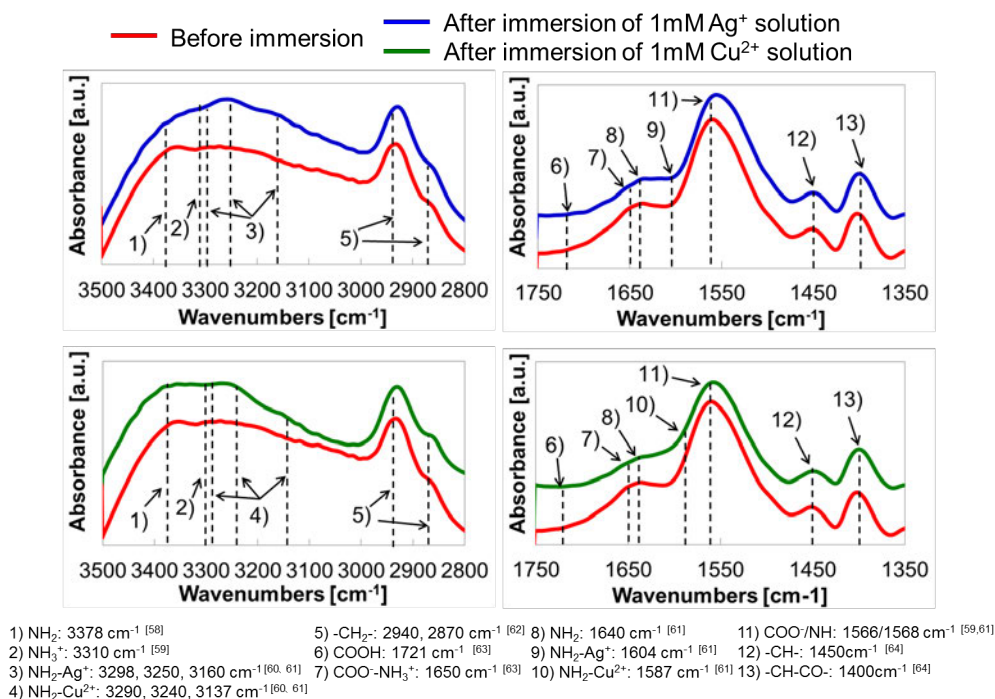 Before immersion
After immersion of 1mM Ag⁺ solution
After immersion of 1mM Cu²⁺ solution
Absorbance [a.u.]
1) 2) 3) 5)
3500 3400 3300 3200 3100 3000 2900 2800
Wavenumbers [cm⁻¹]
Absorbance [a.u.]
6) 7) 8) 9) 11) 12) 13)
1750 1650 1550 1450 1350
Wavenumbers [cm⁻¹]
Absorbance [a.u.]
1) 2) 4) 5)
3500 3400 3300 3200 3100 3000 2900 2800
Wavenumbers [cm⁻¹]
Absorbance [a.u.]
6) 7) 8) 10) 11) 12) 13)
1750 1650 1550 1450 1350
Wavenumbers [cm-1]
1) NH₂: 3378 cm⁻¹ [58]
2) NH₃⁺: 3310 cm⁻¹ [59]
3) NH₂-Ag⁺: 3298, 3250, 3160 cm⁻¹[60. 61]
4) NH₂-Cu²⁺: 3290, 3240, 3137 cm⁻¹[60. 61]
5) -CH₂-: 2940, 2870 cm⁻¹ [62]
6) COOH: 1721 cm⁻¹ [63]
7) COO⁻-NH₃⁺: 1650 cm⁻¹ [63]
8) NH₂: 1640 cm⁻¹ [61]
9) NH₂-Ag⁺: 1604 cm⁻¹ [61]
10) NH₂-Cu²⁺: 1587 cm⁻¹ [61]
11) COO⁻/NH: 1566/1568 cm⁻¹ [59,61]
12) -CH-: 1450cm⁻¹ [64]
13) -CH-CO-: 1400cm⁻¹ [64]